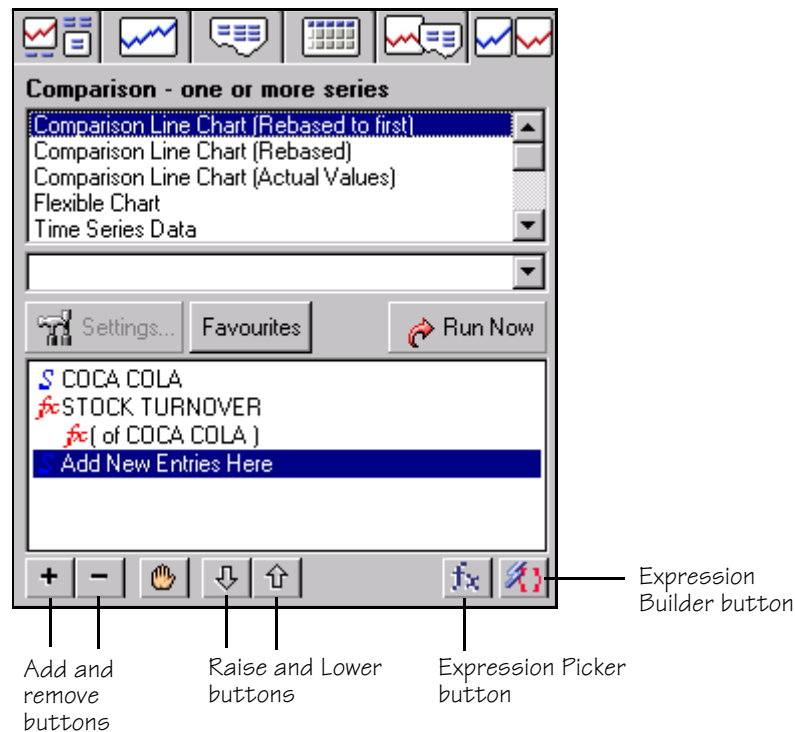 Comparison - one or more series
Comparison Line Chart (Rebased to first)
Comparison Line Chart (Rebased)
Comparison Line Chart (Actual Values)
Flexible Chart
Time Series Data
Settings...
Favourites
Run Now
S COCA COLA
fx STOCK TURNOVER
fx ( of COCA COLA )
S Add New Entries Here
+
-
fx
{}
Expression
Builder button
Add and
remove
buttons
Raise and Lower
buttons
Expression Picker
button